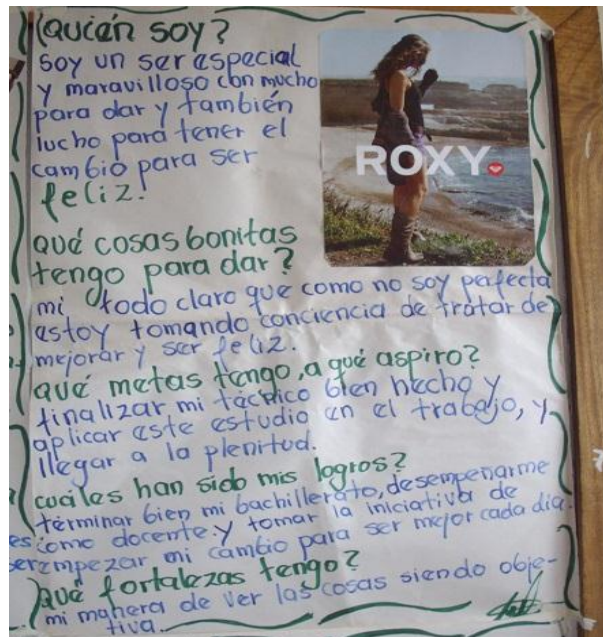 ¿Quién soy?
Soy un ser especial
y maravilloso con mucho
para dar y también
lucho para tener el
cambio para ser
feliz.
ROXY
Qué cosas bonitas
tengo para dar?
mi todo claro que como no soy perfecta
estoy tomando conciencia de tratar de
mejorar y ser feliz.
Qué metas tengo, a qué aspiro?
finalizar mi técnico bien hecho y
aplicar este estudio en el trabajo, y
llegar a la plenitud.
cuáles han sido mis logros?
términar bien mi bachillerato, desempeñarme
como docente y tomar la iniciativa de
empezar mi cambio para ser mejor cada dia.
Qué fortalezas tengo?
mi manera de ver las cosas siendo obje-
tiva.